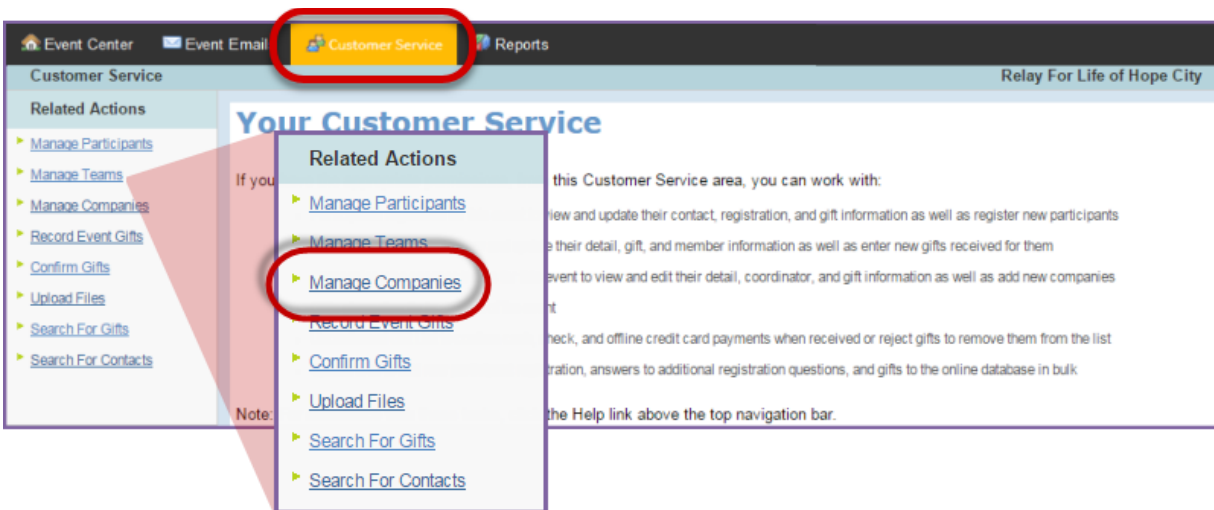 Event Center Event Email Customer Service Reports
Customer Service Relay For Life of Hope City
Related Actions
Manage Participants
Manage Teams
Manage Companies
Record Event Gifts
Confirm Gifts
Upload Files
Search For Gifts
Search For Contacts
Your Customer Service
If you this Customer Service area, you can work with:
view and update their contact, registration, and gift information as well as register new participants
their detail, gift, and member information as well as enter new gifts received for them
event to view and edit their detail, coordinator, and gift information as well as add new companies
check, and offline credit card payments when received or reject gifts to remove them from the list
answers to additional registration questions, and gifts to the online database in bulk
Note: the Help link above the top navigation bar.
Related Actions
Manage Participants
Manage Teams
Manage Companies
Record Event Gifts
Confirm Gifts
Upload Files
Search For Gifts
Search For Contacts